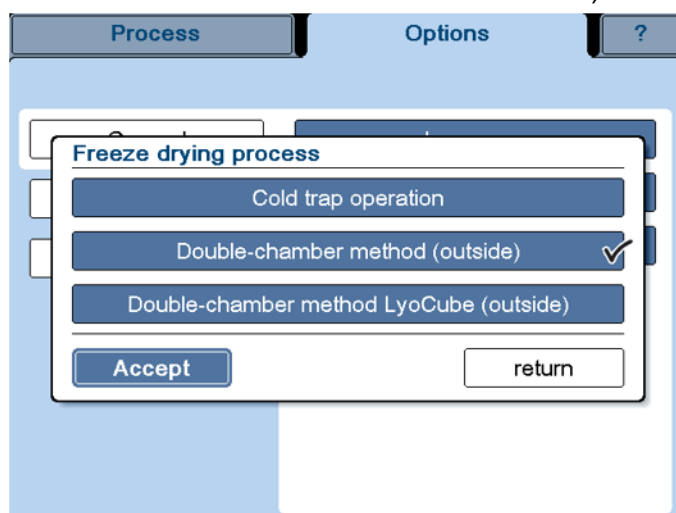 Process
Options
?
Freeze drying process
Cold trap operation
Double-chamber method (outside)
Double-chamber method LyoCube (outside)
Accept
return